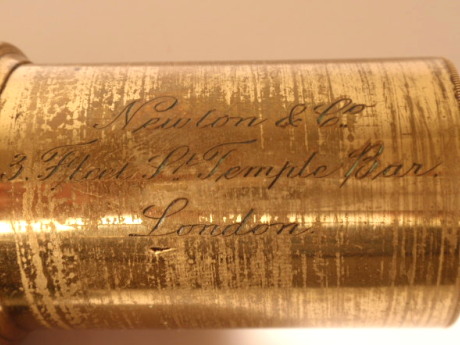 Newton & Co.
3, Fleet St. Temple Bar.
London.